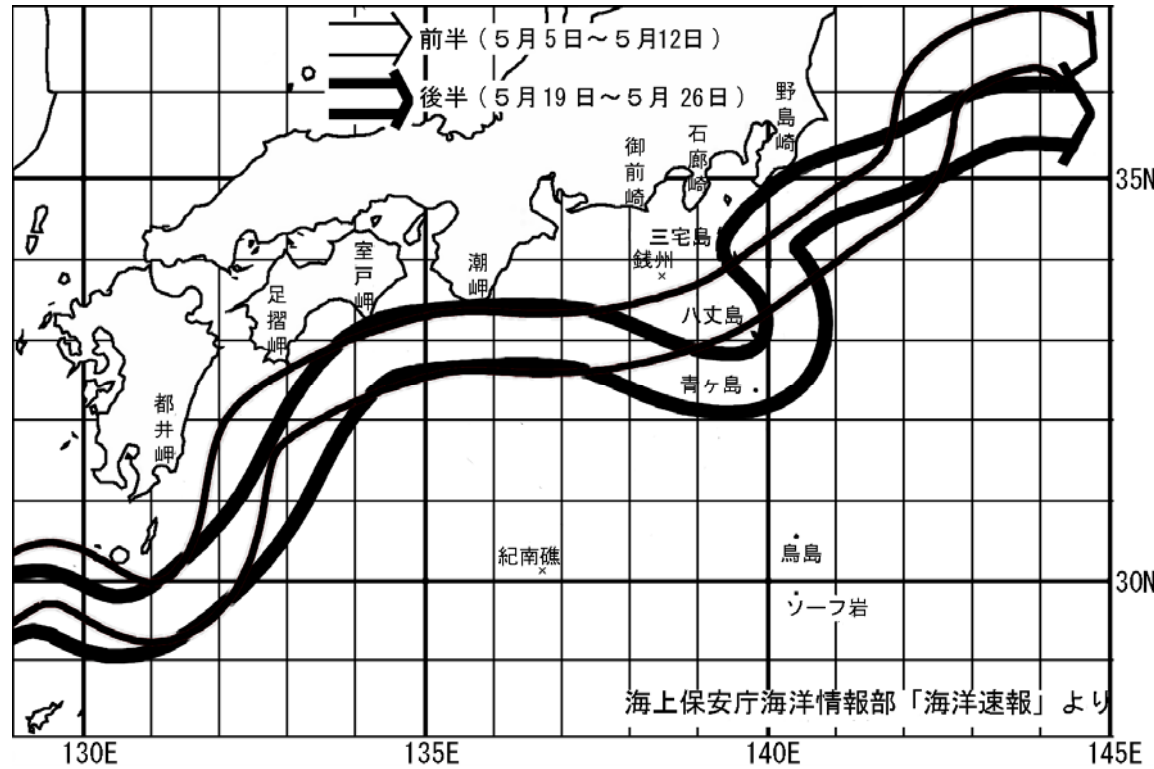 前半(5月5日~5月12日)
後半(5月19日~5月26日)
野島崎
石廊崎
御前崎
35N
三宅島
銭州
室戸岬
潮岬
足摺岬
八丈島
青ヶ島
都井岬
紀南礁
鳥島
30N
ソーフ岩
海上保安庁海洋情報部「海洋速報」より
130E
135E
140E
145E